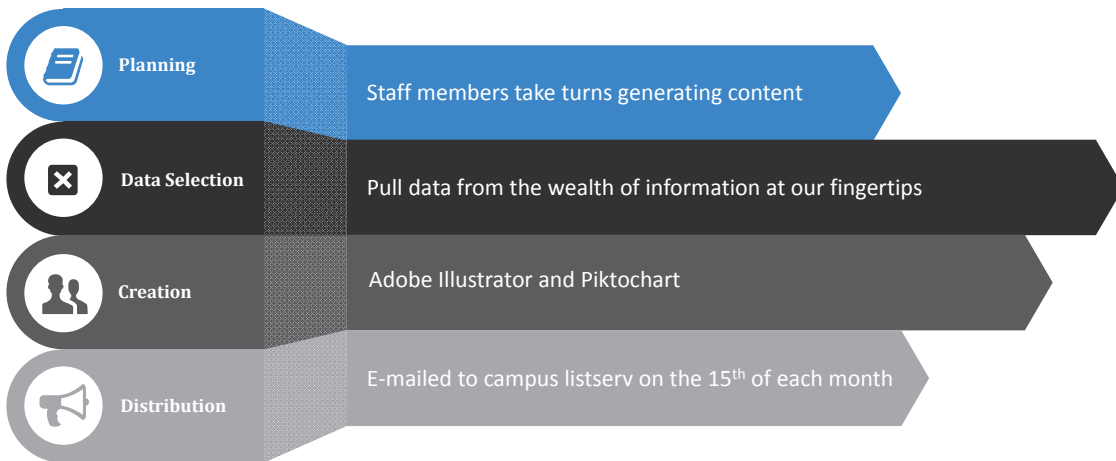 Planning
Staff members take turns generating content
Data Selection
Pull data from the wealth of information at our fingertips
Creation
Adobe Illustrator and Piktochart
Distribution
E-mailed to campus listserv on the 15th of each month